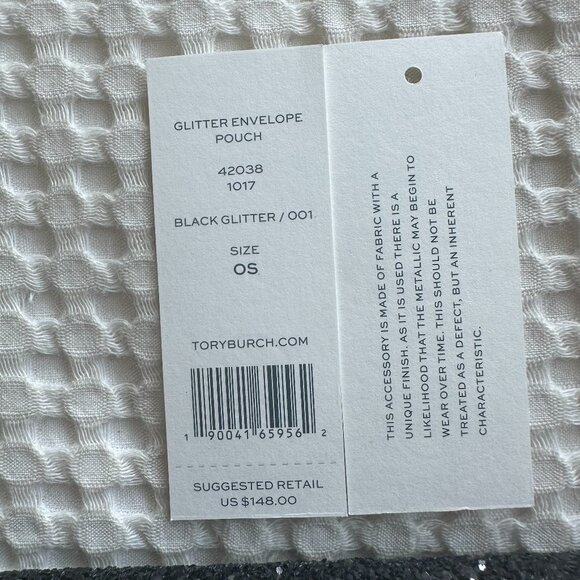 GLITTER ENVELOPE
POUCH
42038
1017
BLACK GLITTER / 001
SIZE
OS
TORYBURCH.COM
1 90041 65956 2
SUGGESTED RETAIL
US $148.00
THIS ACCESSORY IS MADE OF FABRIC WITH A
UNIQUE FINISH. AS IT IS USED THERE IS A
LIKELIHOOD THAT THE METALLIC MAY BEGIN TO
WEAR OVER TIME. THIS SHOULD NOT BE
TREATED AS A DEFECT, BUT AN INHERENT
CHARACTERISTIC.